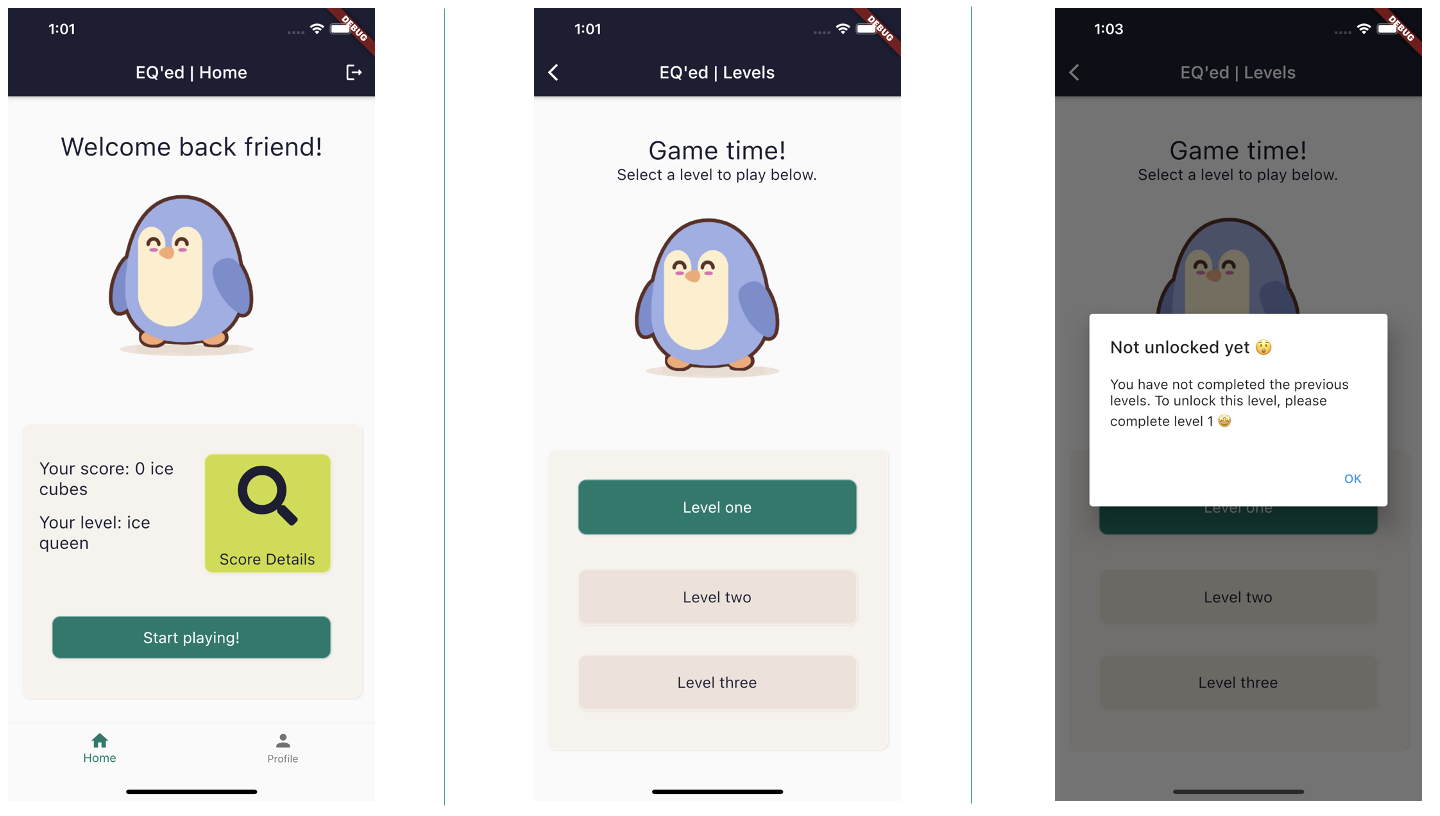 1:01
DEBUG
EQ'ed | Home
Welcome back friend!
Your score: 0 ice
cubes
Your level: ice
queen
Score Details
Start playing!
Home
Profile
1:01
DEBUG
EQ'ed | Levels
Game time!
Select a level to play below.
Level one
Level two
Level three
1:03
DEBUG
EQ'ed | Levels
Game time!
Select a level to play below.
Not unlocked yet 😲
You have not completed the previous
levels. To unlock this level, please
complete level 1 🤩
OK
Level one
Level two
Level three